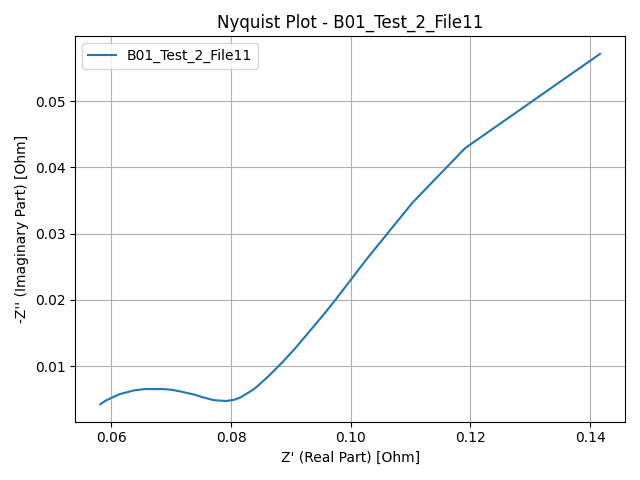 Nyquist Plot - B01_Test_2_File11
B01_Test_2_File11
-Z'' (Imaginary Part) [Ohm]
0.05
0.04
0.03
0.02
0.01
0.06 0.08 0.10 0.12 0.14
Z' (Real Part) [Ohm]